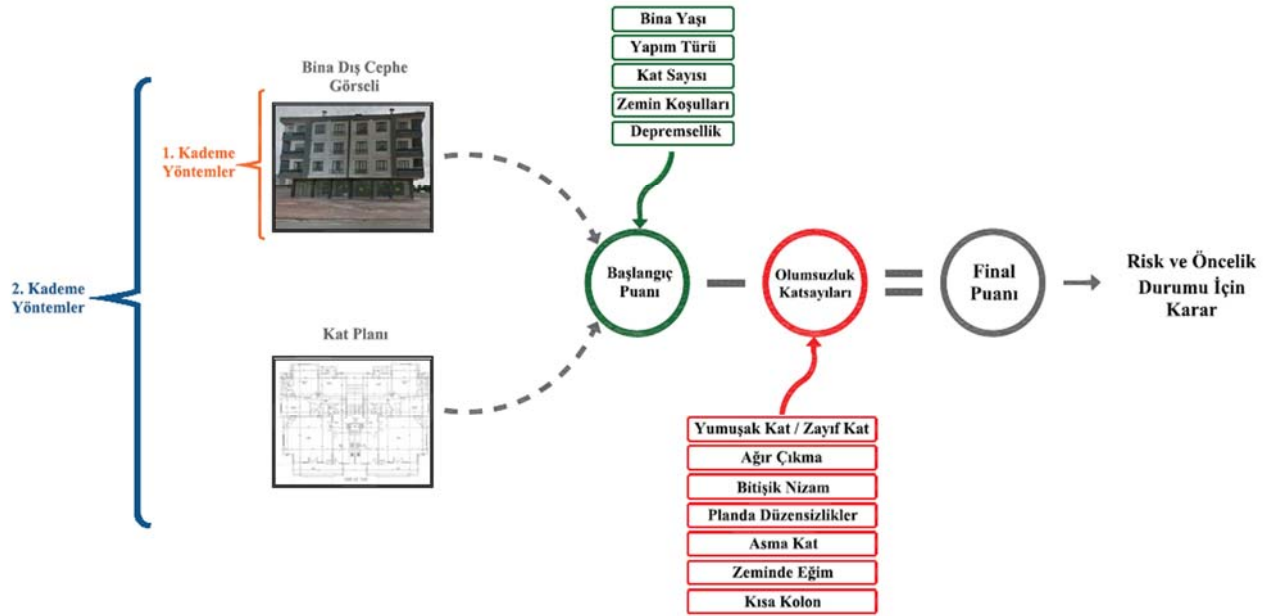 Bina Yaşı
Yapım Türü
Kat Sayısı
Zemin Koşulları
Depremsellik
Bina Dış Cephe
Görseli
1. Kademe
Yöntemler
2. Kademe
Yöntemler
Kat Planı
Başlangıç
Puanı
Olumsuzluk
Katsayıları
Final
Puanı
Risk ve Öncelik
Durumu İçin
Karar
Yumuşak Kat / Zayıf Kat
Ağır Çıkma
Bitişik Nizam
Planda Düzensizlikler
Asma Kat
Zeminde Eğim
Kısa Kolon